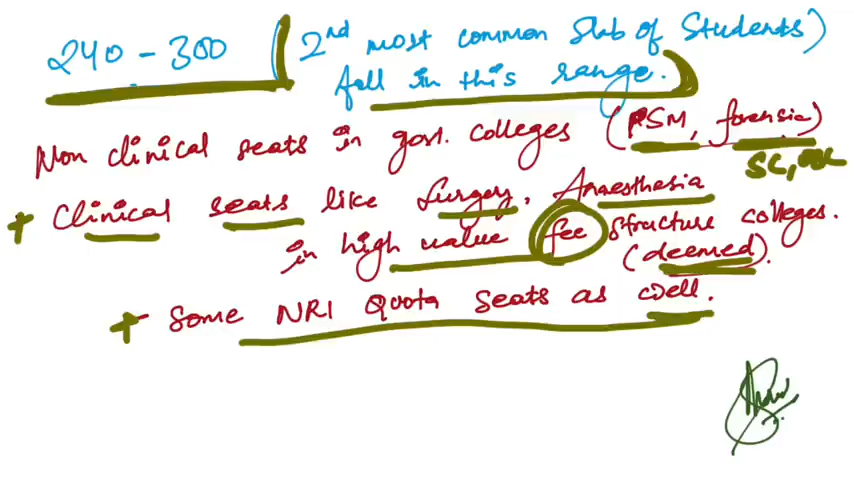 240 - 300 (2nd most common slab of students)
fall in this range.
Non clinical seats in govt. colleges (PSM, forensic)
SC,
+ Clinical seats like Surgery, Anaesthesia
in high value fee structure colleges.
(deemed).
+ Some NRI Quota seats as well.